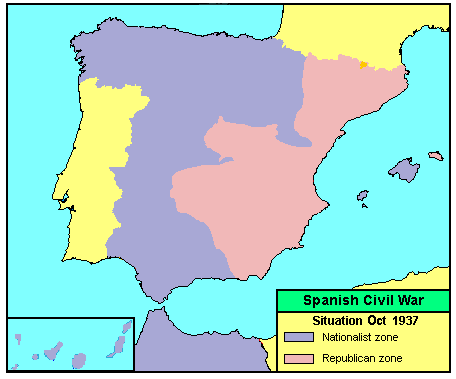 Spanish Civil War
Situation Oct 1937
Nationalist zone
Republican zone